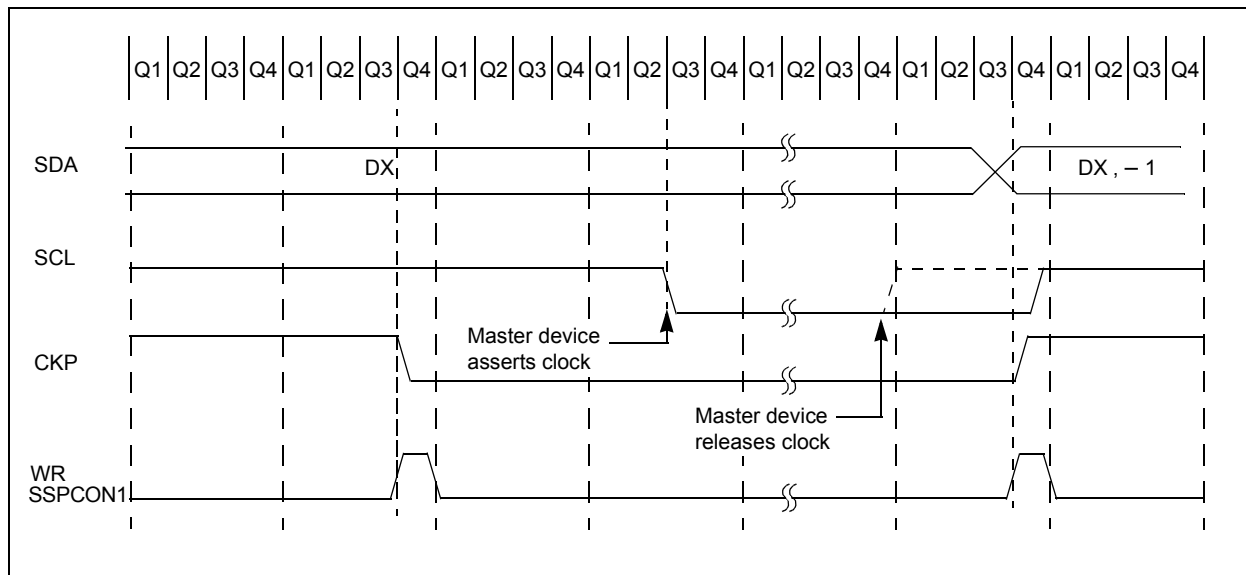 Q1 Q2 Q3 Q4 Q1 Q2 Q3 Q4 Q1 Q2 Q3 Q4 Q1 Q2 Q3 Q4 Q1 Q2 Q3 Q4 Q1 Q2 Q3 Q4 Q1 Q2 Q3 Q4
SDA
DX
DX , – 1
SCL
Master device
asserts clock
CKP
Master device
releases clock
WR
SSPCON1